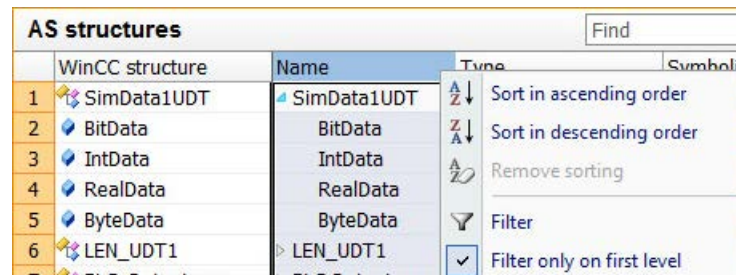 AS structures
Find
WinCC structure Name Type Symboli
1 SimData1UDT SimData1UDT
Sort in ascending order
2 BitData BitData
Sort in descending order
3 IntData IntData
Remove sorting
4 RealData RealData
5 ByteData ByteData
Filter
6 LEN_UDT1 LEN_UDT1
Filter only on first level